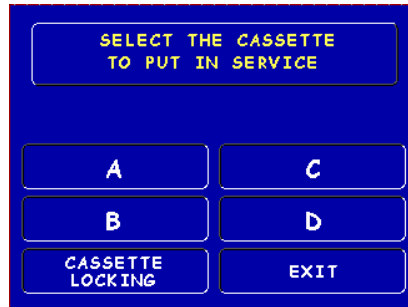 SELECT THE CASSETTE
TO PUT IN SERVICE
A
C
B
D
CASSETTE
LOCKING
EXIT